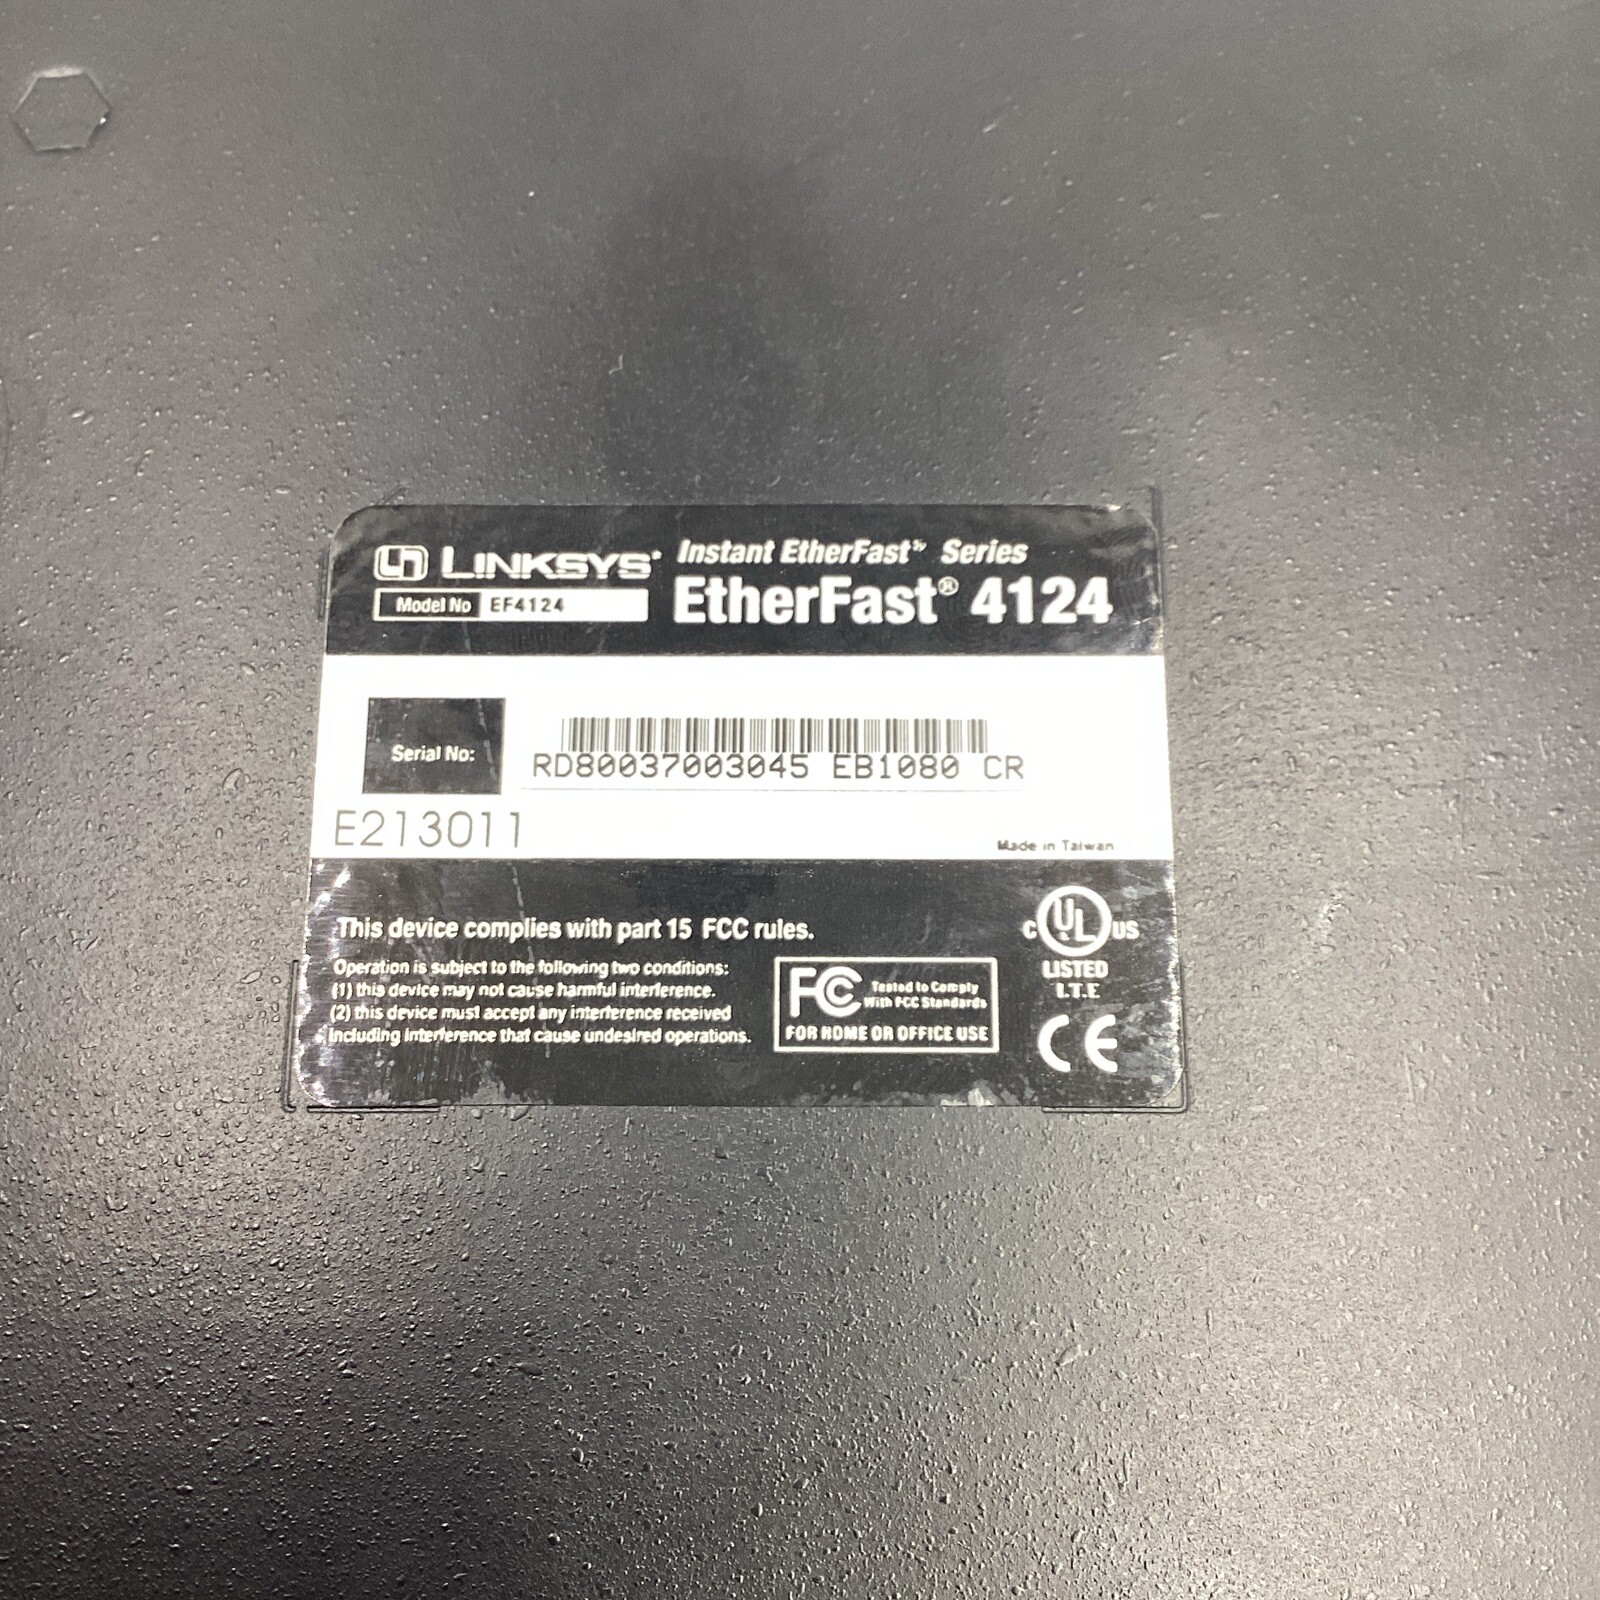 LINKSYS® Instant EtherFast™ Series
Model No EF4124 EtherFast® 4124
Serial No: RD80037003045 EB1080 CR
E213011
Made in Taiwan
This device complies with part 15 FCC rules.
Operation is subject to the following two conditions:
(1) this device may not cause harmful interference.
(2) this device must accept any interference received
including interference that cause undesired operations.
FC Tested to Comply
With FCC Standards
FOR HOME OR OFFICE USE
C UL US
LISTED
I.T.E
CE